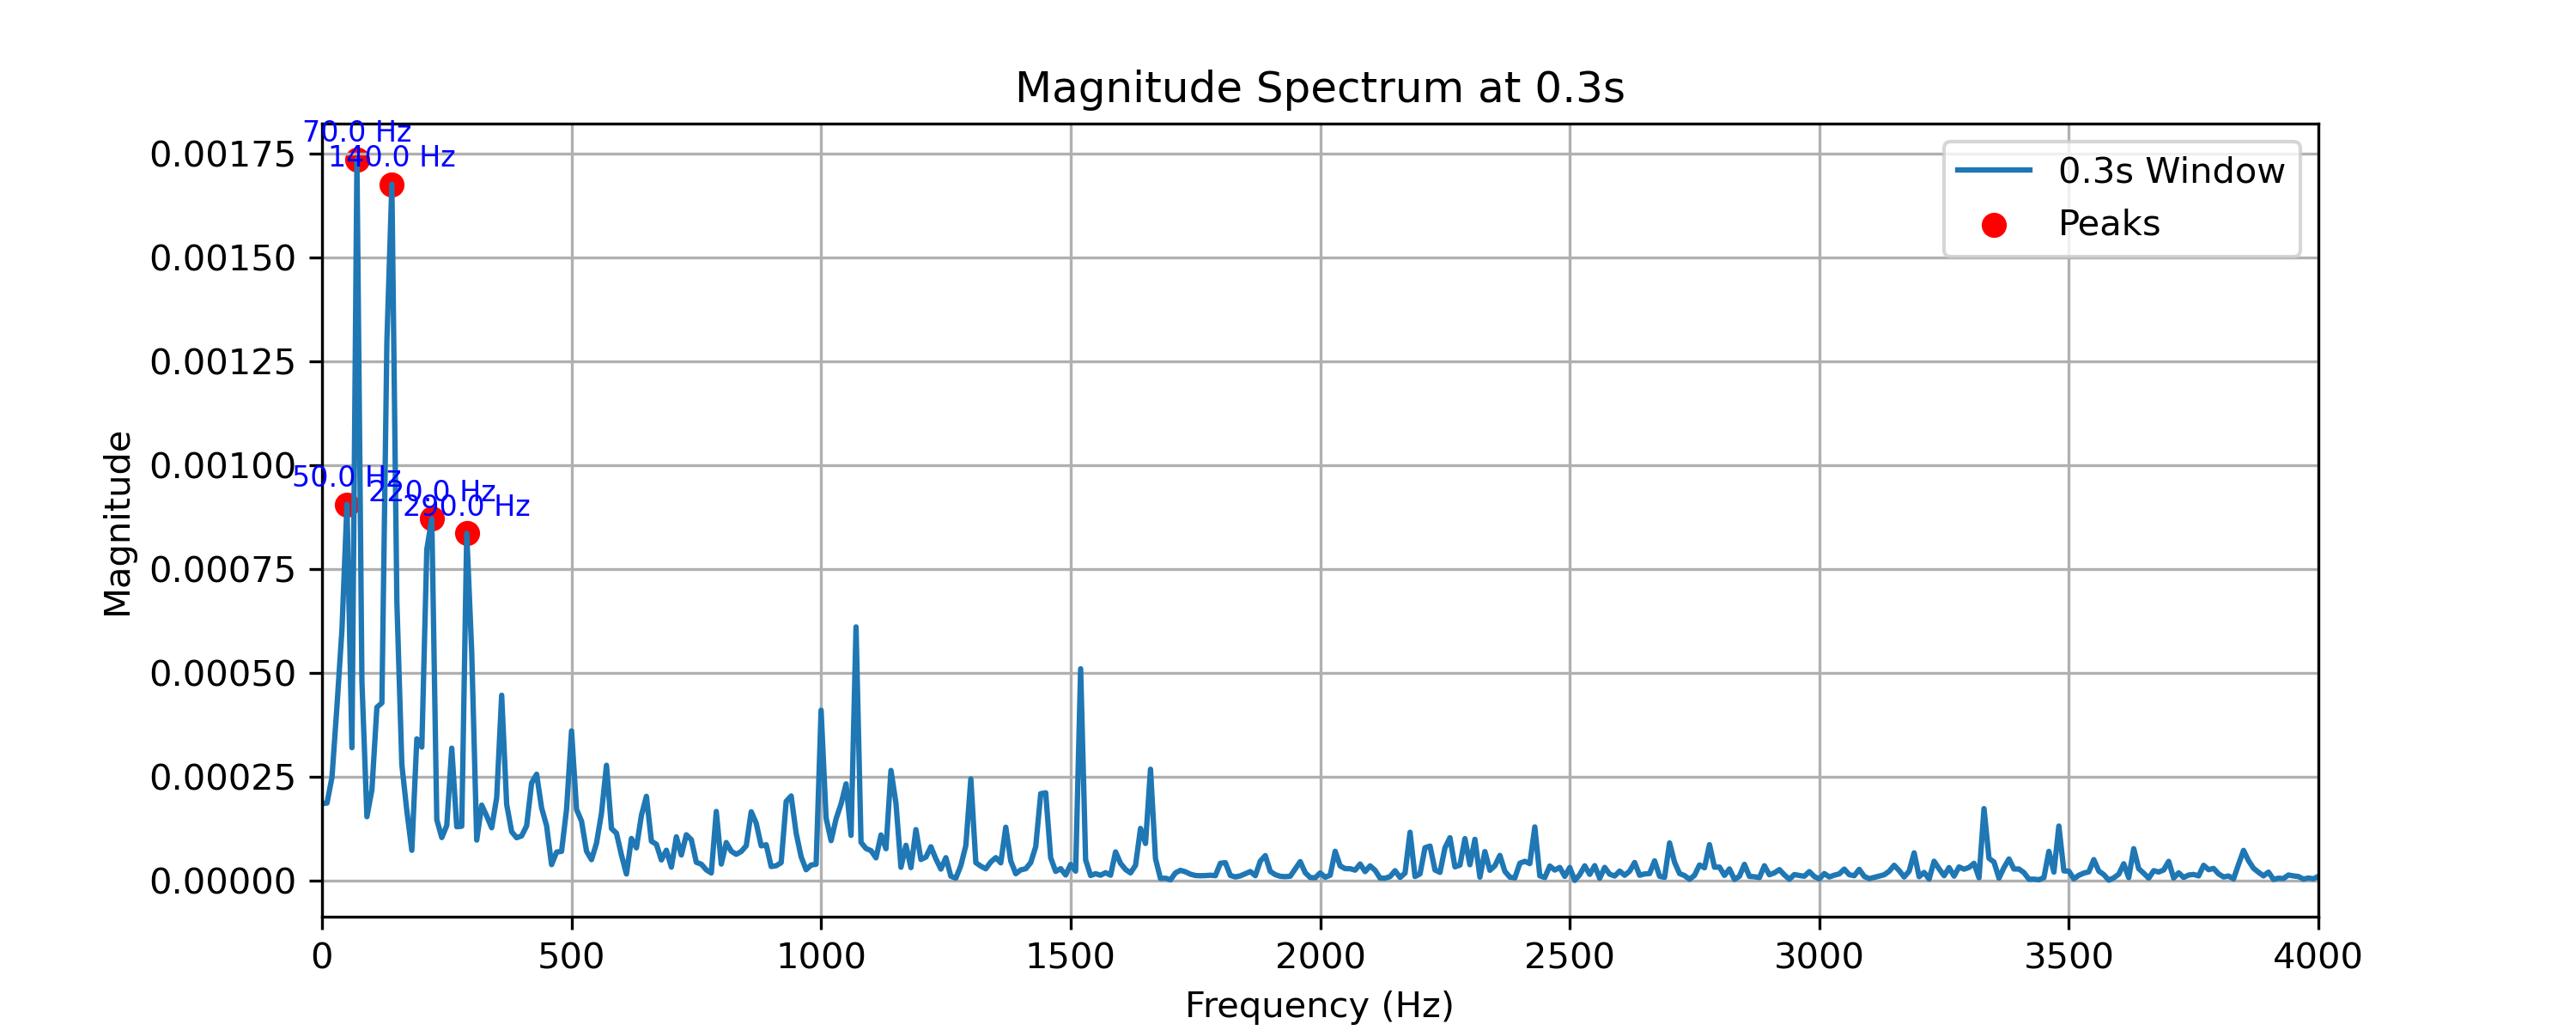 Magnitude Spectrum at 0.3s
70.0 Hz
140.0 Hz
50.0 Hz
220.0 Hz
290.0 Hz
0.3s Window
Peaks
0.00175
0.00150
0.00125
0.00100
0.00075
0.00050
0.00025
0.00000
Magnitude
0
500
1000
1500
2000
2500
3000
3500
4000
Frequency (Hz)